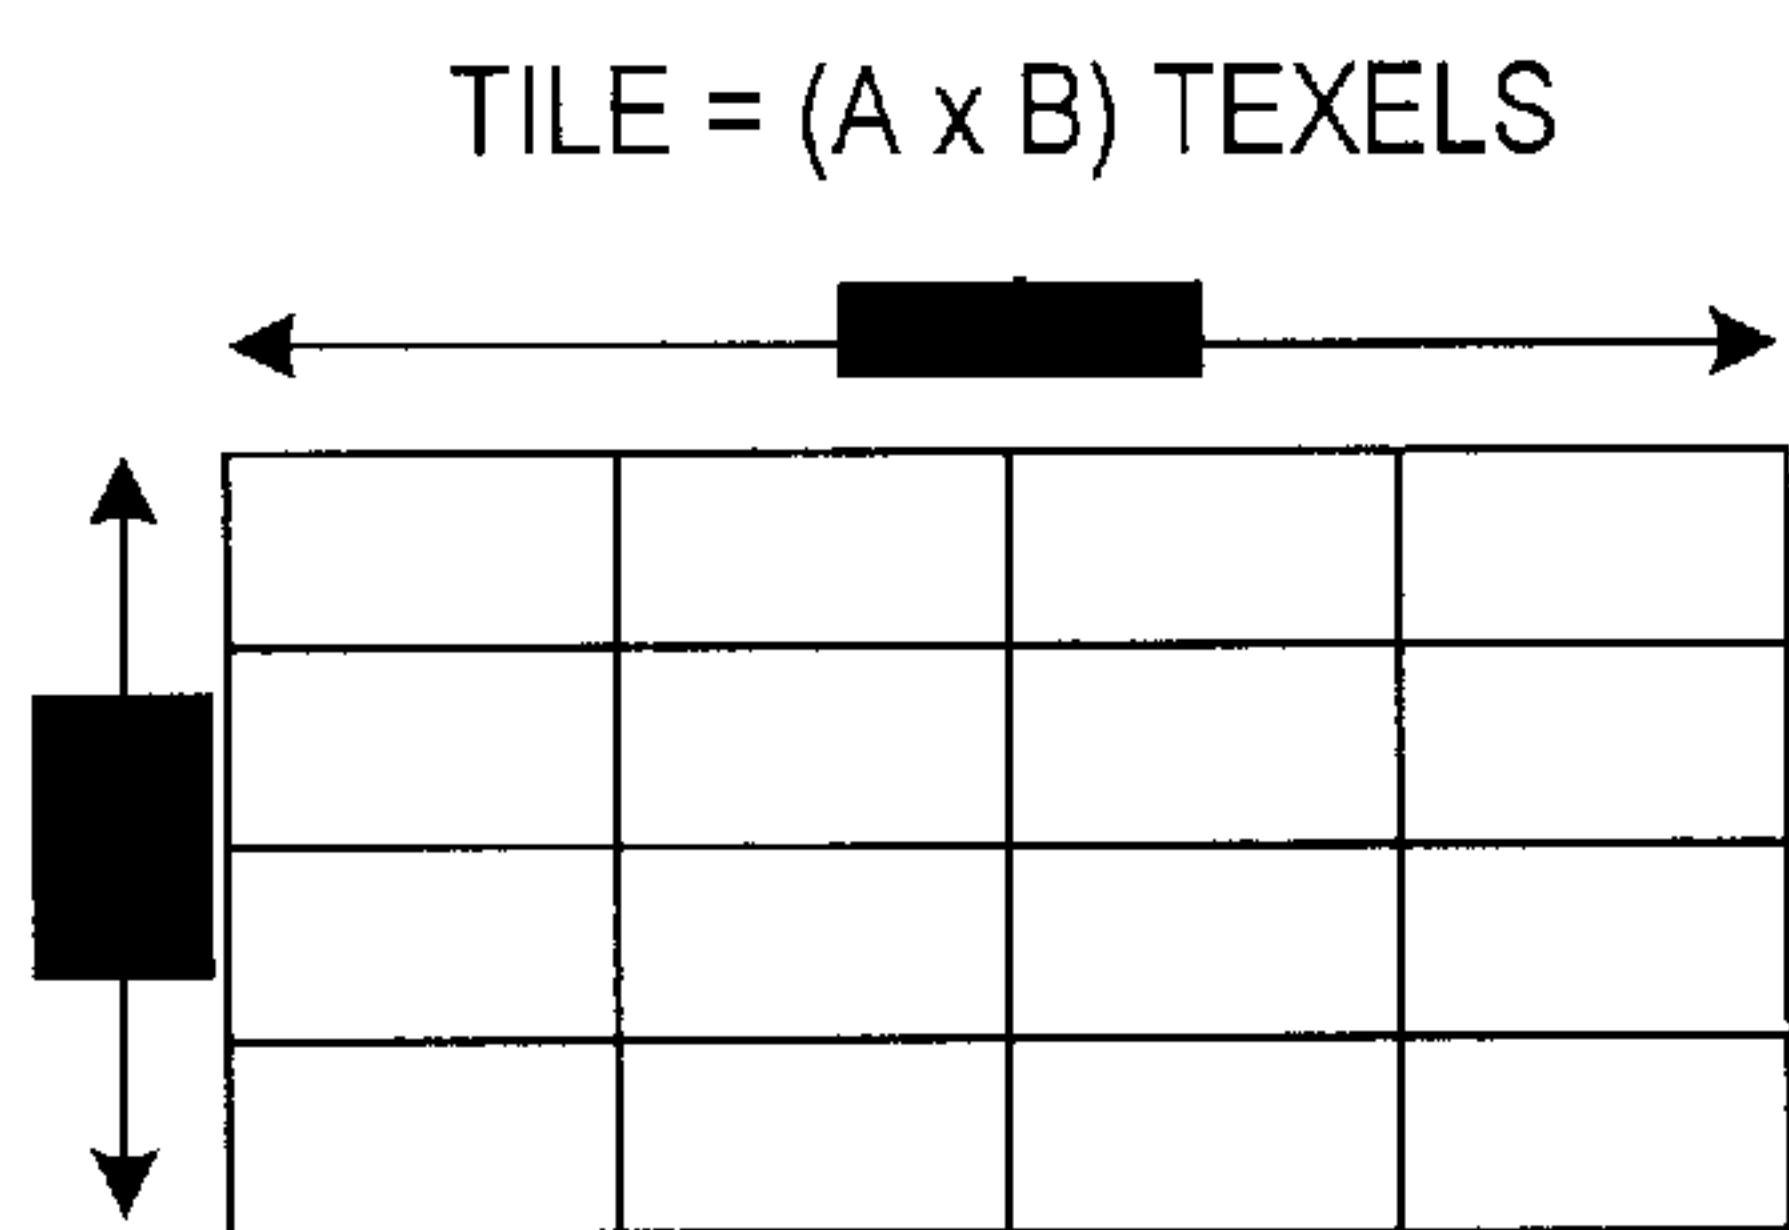 TILE = (A x B) TEXELS